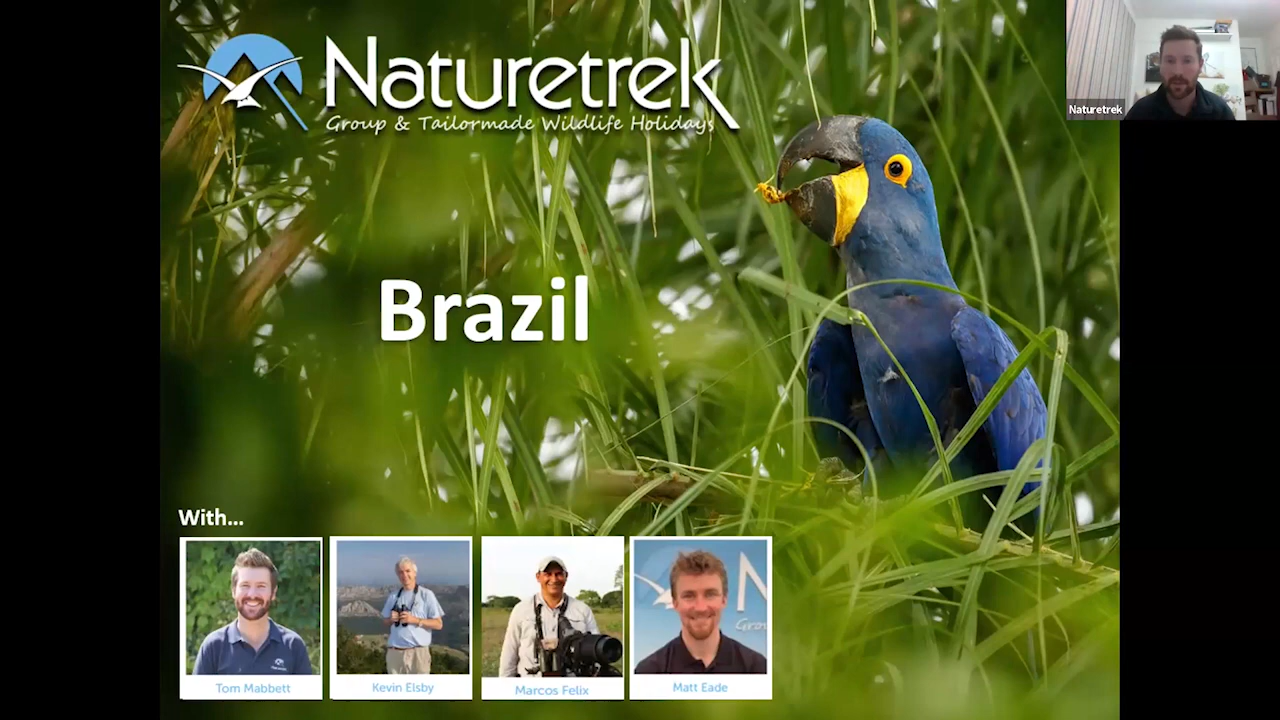 Naturetrek
Group & Tailormade Wildlife Holidays
Naturetrek
Brazil
With...
Tom Mabbett
Kevin Elsby
Marcos Felix
Matt Eade